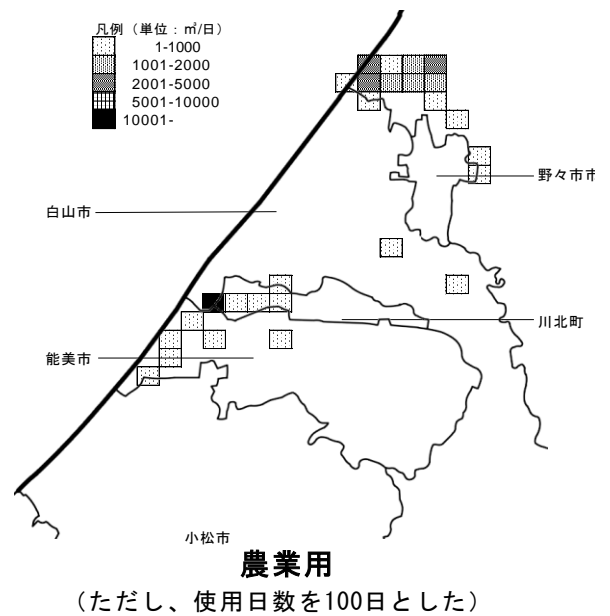 凡例（単位：㎥/日）
1-1000
1001-2000
2001-5000
5001-10000
10001-
野々市市
白山市
川北町
能美市
小松市
農業用
（ただし、使用日数を100日とした）